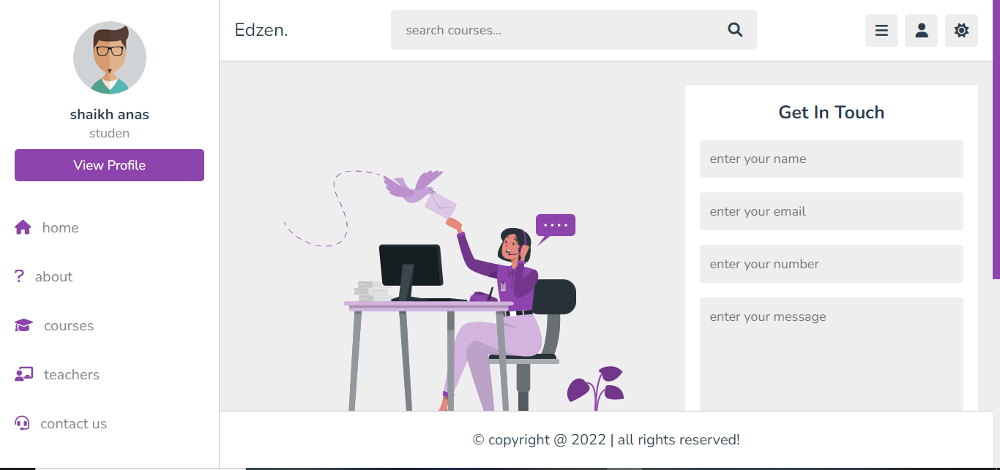 shaikh anas
studen
View Profile
home
about
courses
teachers
contact us
Edzen.
search courses...
Get In Touch
enter your name
enter your email
enter your number
enter your message
© copyright @ 2022 | all rights reserved!